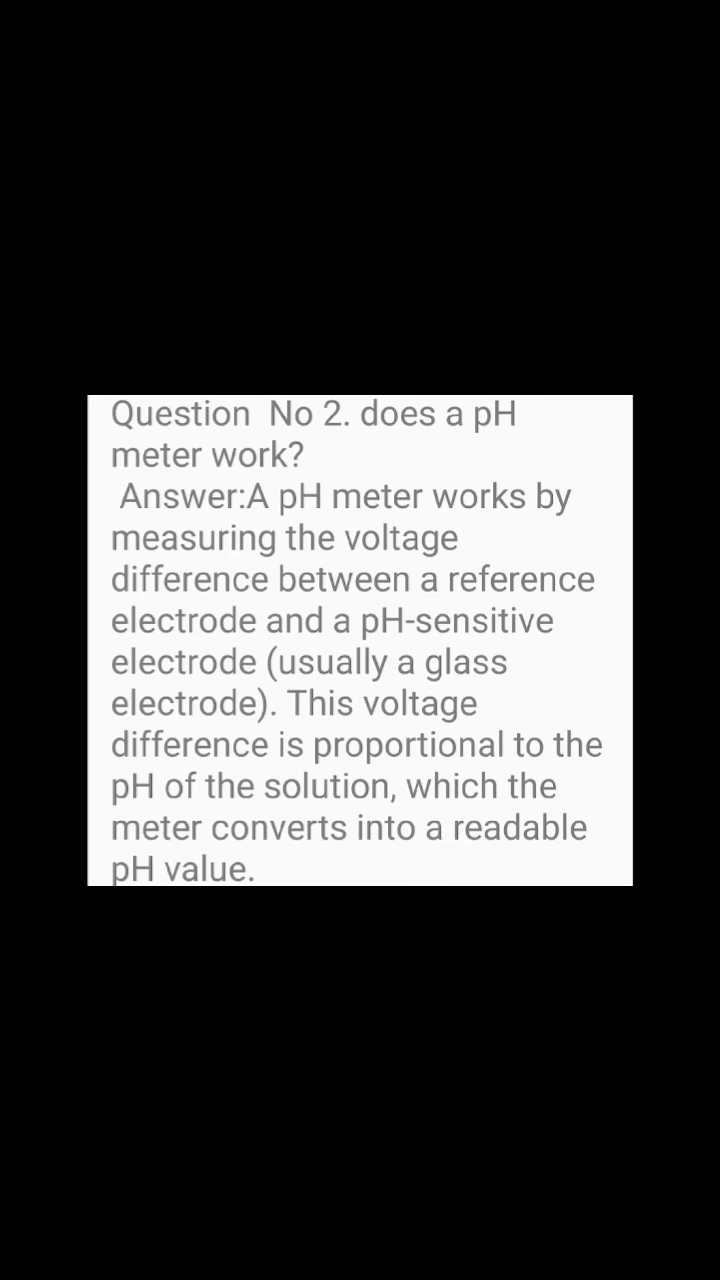 Question  No 2. does a pH
meter work?
Answer:A pH meter works by
measuring the voltage
difference between a reference
electrode and a pH-sensitive
electrode (usually a glass
electrode). This voltage
difference is proportional to the
pH of the solution, which the
meter converts into a readable
pH value.